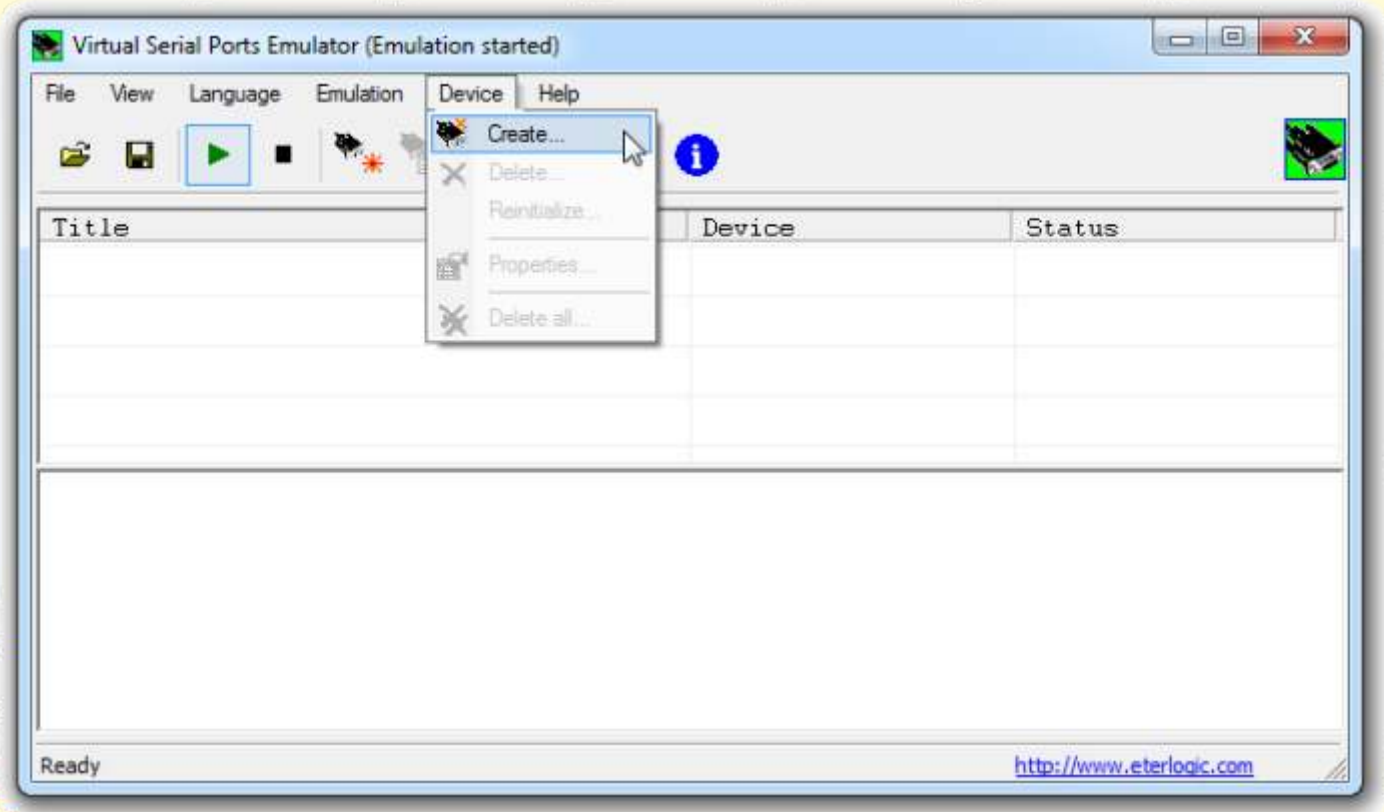 Virtual Serial Ports Emulator (Emulation started)
File View Language Emulation Device Help
Create...
Delete...
Reinitialize...
Properties...
Delete all...
Title Device Status
Ready http://www.eterlogic.com